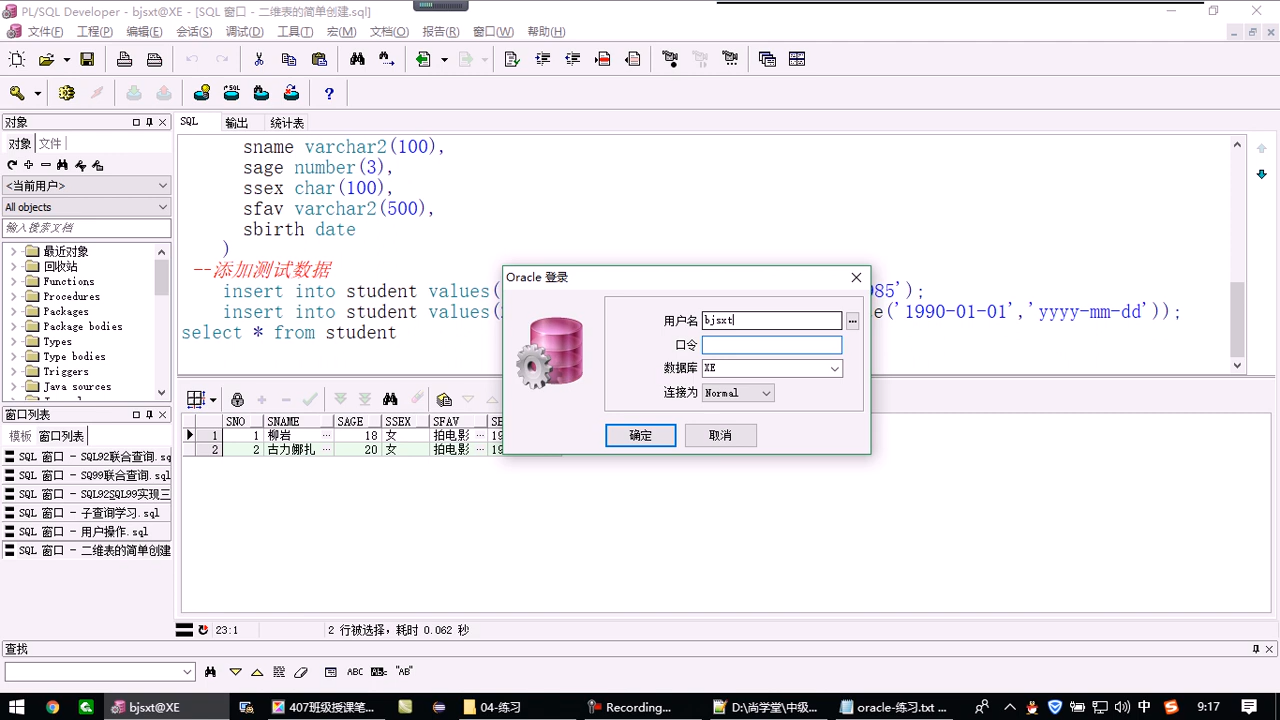 PL/SQL Developer - bjsxt@XE - [SQL 窗口 - 二维表的简单创建.sql]
文件(F) 工程(P) 编辑(E) 会话(S) 调试(D) 工具(T) 宏(M) 文档(O) 报告(R) 窗口(W) 帮助(H)
对象
对象 文件
<当前用户>
All objects
输入搜索文档
最近对象
回收站
Functions
Procedures
Packages
Package bodies
Types
Type bodies
Triggers
Java sources
窗口列表
模板 窗口列表
SQL 窗口 - SQL92联合查询.sq
SQL 窗口 - SQ99联合查询.sql
SQL 窗口 - SQL92&SQL99实现三
SQL 窗口 - 子查询学习.sql
SQL 窗口 - 用户操作.sql
SQL 窗口 - 二维表的简单创建
SQL 输出 统计表
sname varchar2(100),
sage number(3),
ssex char(100),
sfav varchar2(500),
sbirth date
)
--添加测试数据
insert into student values( 85');
insert into student values( e('1990-01-01','yyyy-mm-dd'));
select * from student
Oracle 登录
用户名 bjsxt
口令
数据库 XE
连接为 Normal
确定 取消
SNO SNAME SAGE SSEX SFAV SE
1 1 柳岩 ... 18 女 拍电影 ... 19
2 2 古力娜扎 ... 20 女 拍电影 ... 19
23:1 2 行被选择，耗时 0.062 秒
查找
ABC ABc "AB"
bjsxt@XE 407班级授课笔... 04-练习 Recording... D:\尚学堂\中级... oracle-练习.txt ... 中 9:17